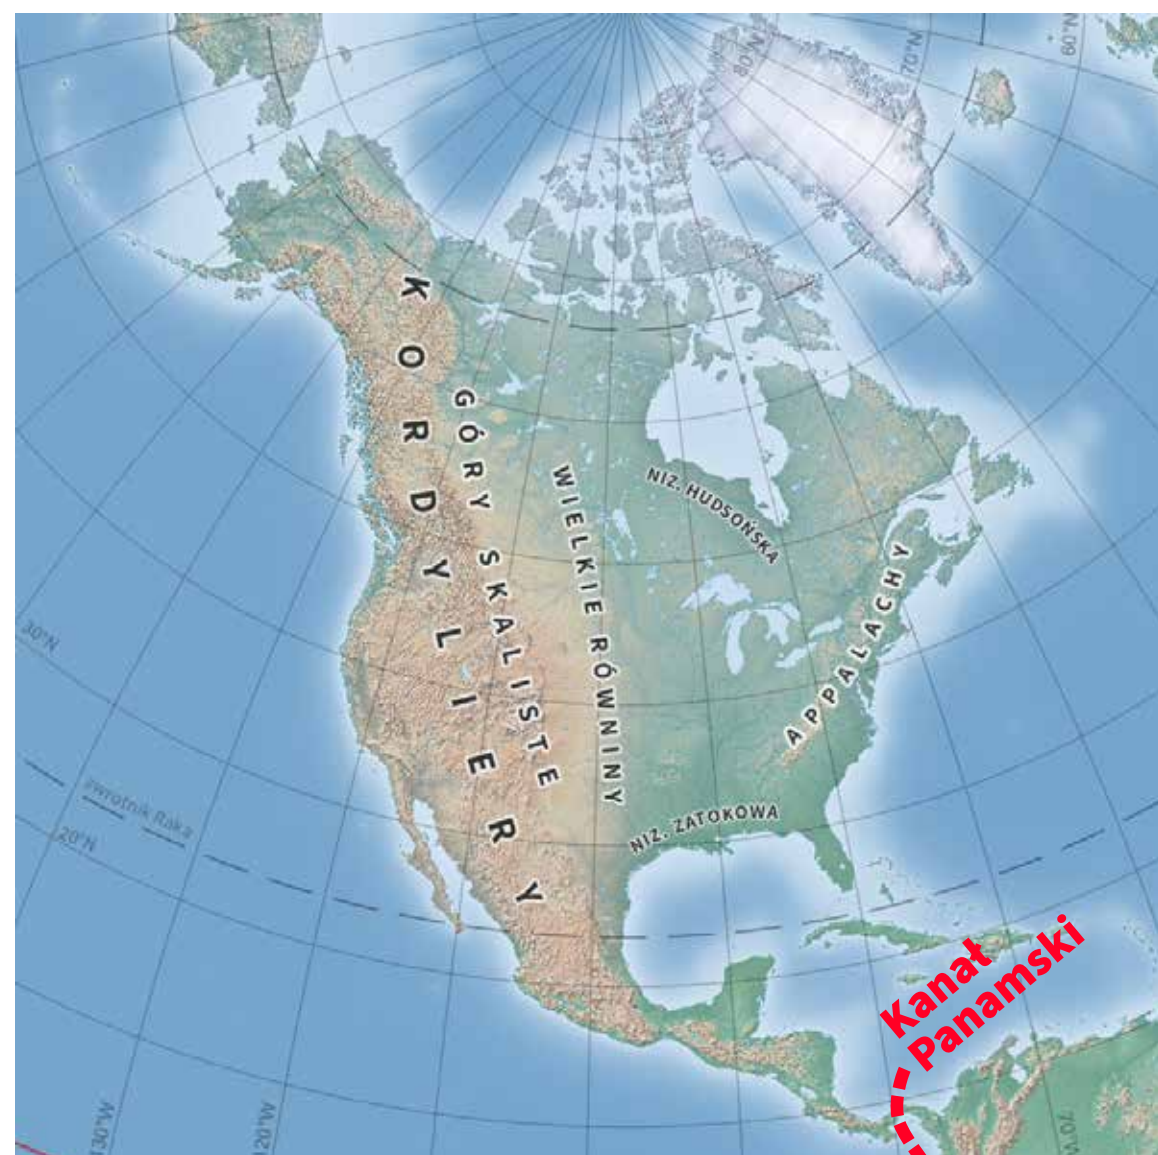 N.09
70°N
80°N
KORDYLIERY
GÓRY SKALISTE
WIELKIE RÓWNINY
NIZ. HUDSOŃSKA
APPALACHY
30°N
zwrotnik Raka
20°N
NIZ. ZATOKOWA
Kanał
Panamski
130°W
120°W
70°W